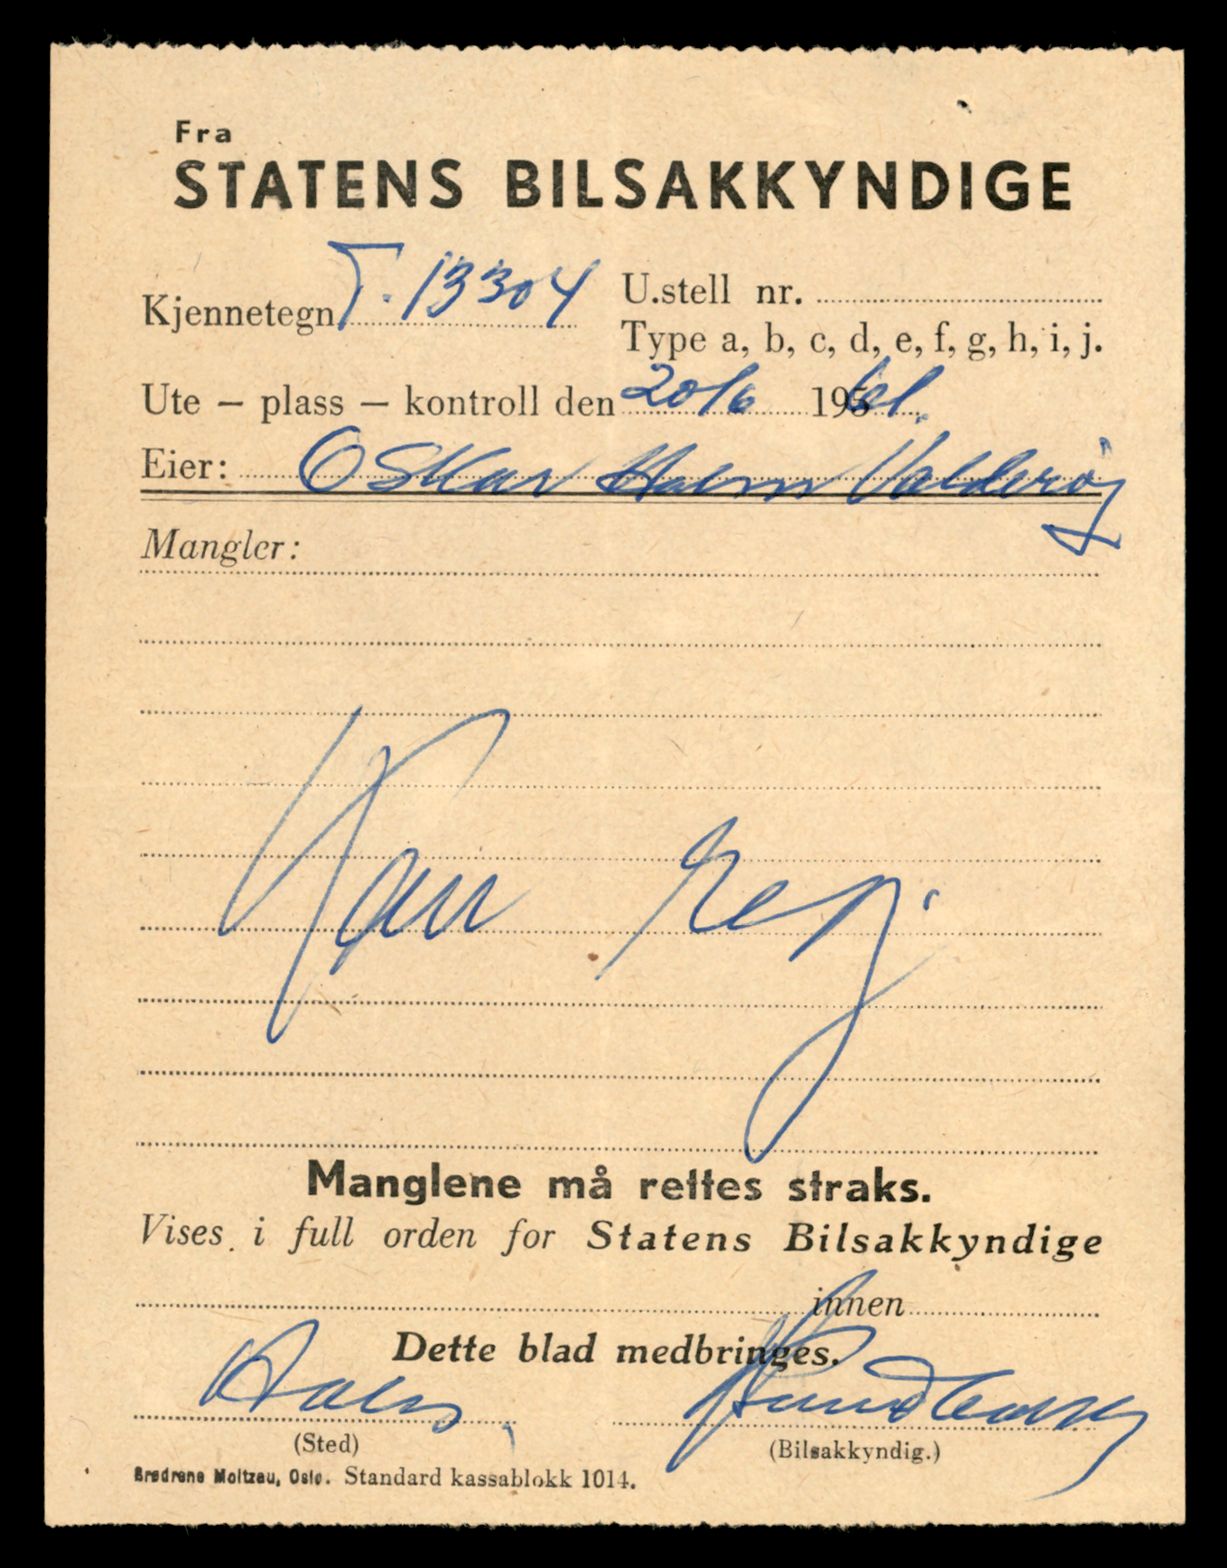 Fra
STATENS BILSAKKYNDIGE
Kjennetegn T. 13304
U.stell nr.
Type a, b, c, d, e, f, g, h, i, j.
Ute – plass – kontroll den 20/6 1961.
Eier: Oskar Holm Valderøy
Mangler:
Kan reg.
Manglene må rettes straks.
Vises i full orden for Statens Bilsakkyndige
innen
Dette blad medbringes.
(Sted)
(Bilsakkyndig.)
Brødrene Moltzau, Oslo. Standard kassablokk 1014.